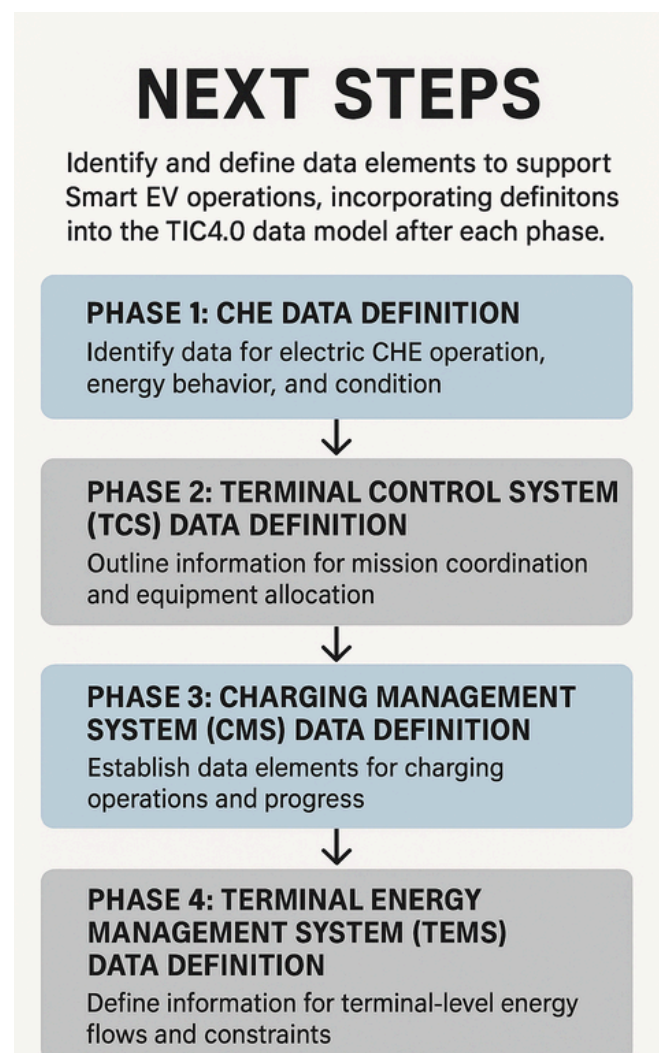 NEXT STEPS
Identify and define data elements to support
Smart EV operations, incorporating definitons
into the TIC4.0 data model after each phase.
PHASE 1: CHE DATA DEFINITION
Identify data for electric CHE operation,
energy behavior, and condition
PHASE 2: TERMINAL CONTROL SYSTEM
(TCS) DATA DEFINITION
Outline information for mission coordination
and equipment allocation
PHASE 3: CHARGING MANAGEMENT
SYSTEM (CMS) DATA DEFINITION
Establish data elements for charging
operations and progress
PHASE 4: TERMINAL ENERGY
MANAGEMENT SYSTEM (TEMS)
DATA DEFINITION
Define information for terminal-level energy
flows and constraints